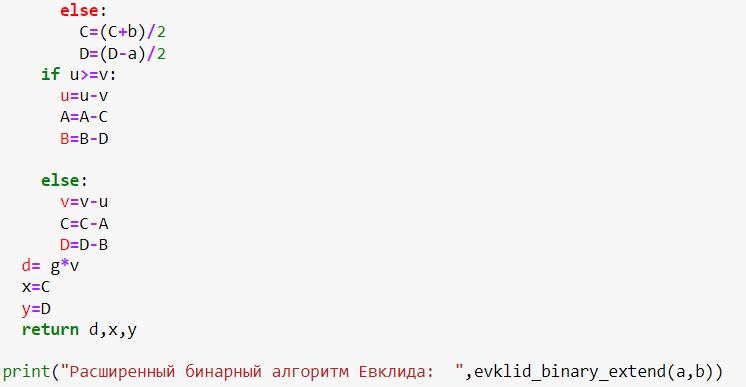 else:
C=(C+b)/2
D=(D-a)/2
if u>=v:
u=u-v
A=A-C
B=B-D
else:
v=v-u
C=C-A
D=D-B
d= g*v
x=C
y=D
return d,x,y
print("Расширенный бинарный алгоритм Евклида:  ",evklid_binary_extend(a,b))